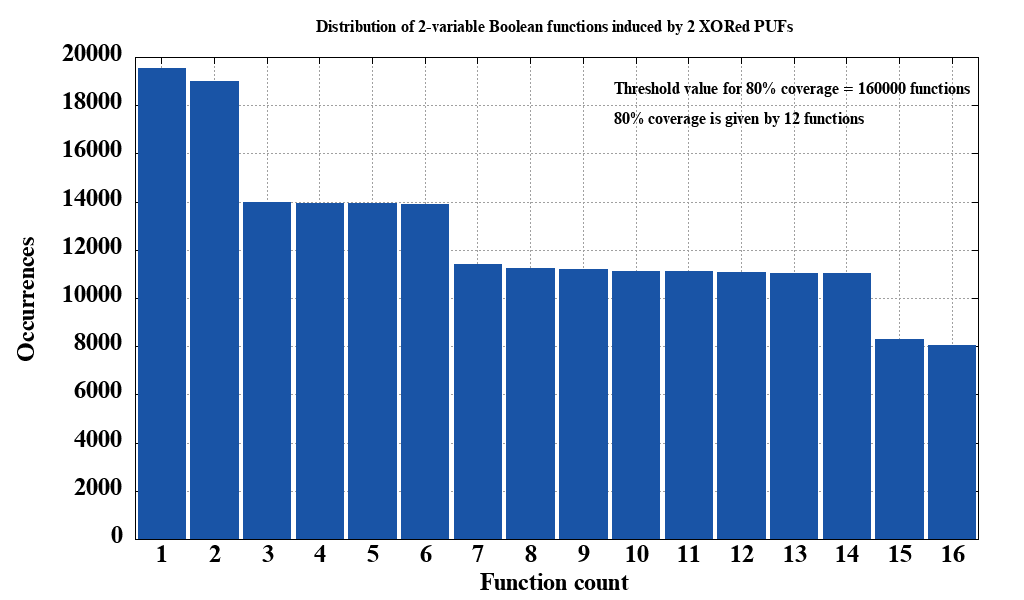 Distribution of 2-variable Boolean functions induced by 2 XORed PUFs
Threshold value for 80% coverage = 160000 functions
80% coverage is given by 12 functions
20000
18000
16000
14000
12000
10000
8000
6000
4000
2000
0
Occurrences
1 2 3 4 5 6 7 8 9 10 11 12 13 14 15 16
Function count